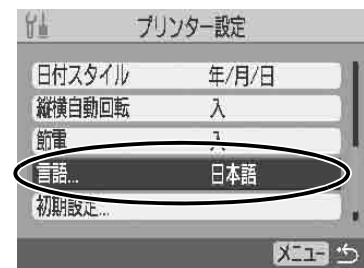 プリンター設定
日付スタイル 年/月/日
縦横自動回転 入
節電 入
言語... 日本語
初期設定...
メニュー